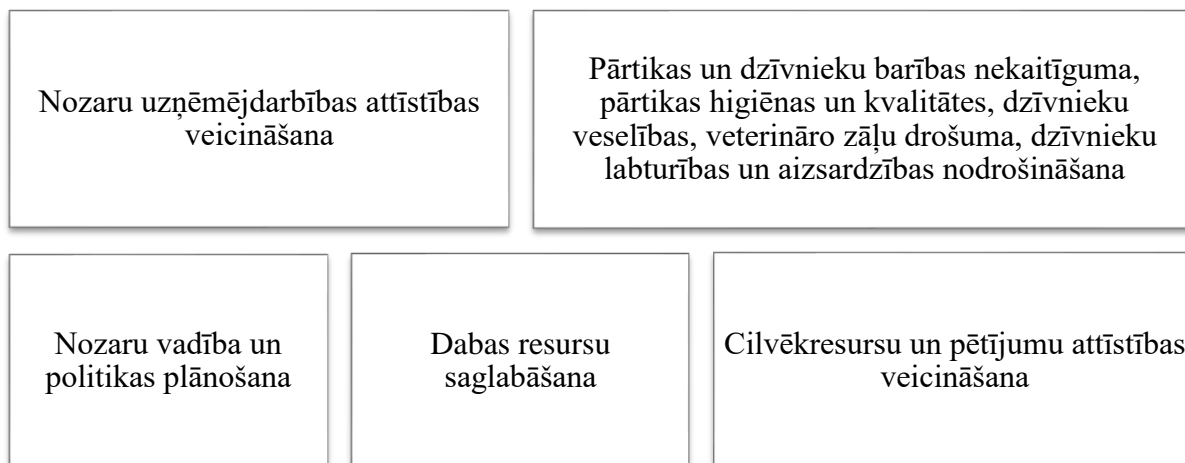 Nozaru uzņēmējdarbības attīstības
veicināšana
Pārtikas un dzīvnieku barības nekaitīguma,
pārtikas higiēnas un kvalitātes, dzīvnieku
veselības, veterināro zāļu drošuma, dzīvnieku
labturības un aizsardzības nodrošināšana
Nozaru vadība un
politikas plānošana
Dabas resursu
saglabāšana
Cilvēkresursu un pētījumu attīstības
veicināšana